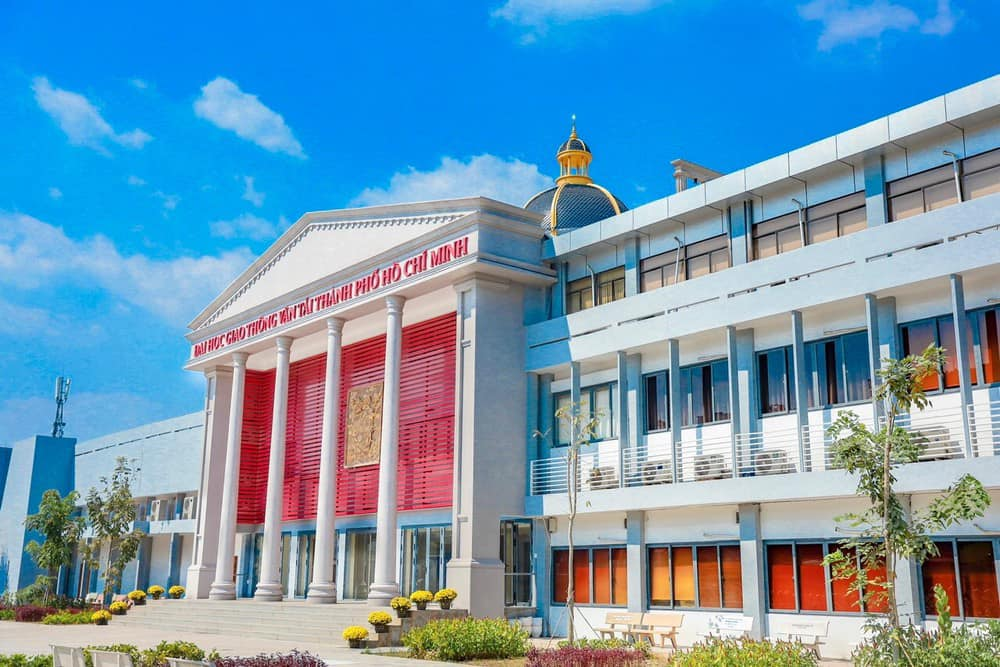 ĐẠI HỌC GIAO THÔNG VẬN TẢI THÀNH PHỐ HỒ CHÍ MINH